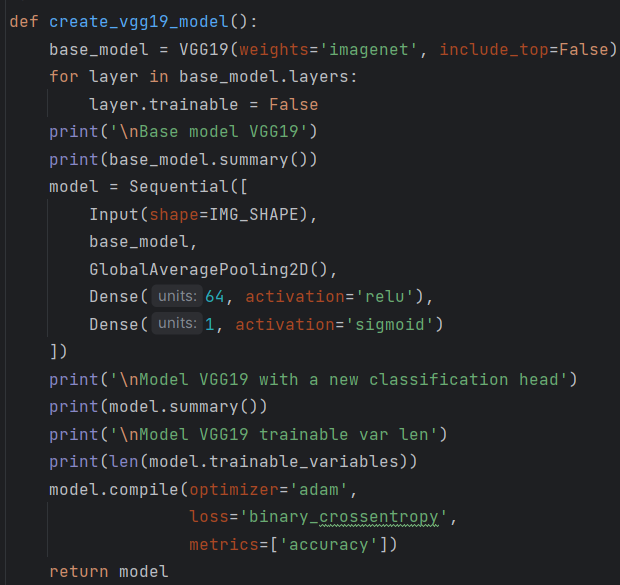 def create_vgg19_model():
    base_model = VGG19(weights='imagenet', include_top=False)
    for layer in base_model.layers:
        layer.trainable = False
    print('\nBase model VGG19')
    print(base_model.summary())
    model = Sequential([
        Input(shape=IMG_SHAPE),
        base_model,
        GlobalAveragePooling2D(),
        Dense( units: 64, activation='relu'),
        Dense( units: 1, activation='sigmoid')
    ])
    print('\nModel VGG19 with a new classification head')
    print(model.summary())
    print('\nModel VGG19 trainable var len')
    print(len(model.trainable_variables))
    model.compile(optimizer='adam',
                  loss='binary_crossentropy',
                  metrics=['accuracy'])
    return model